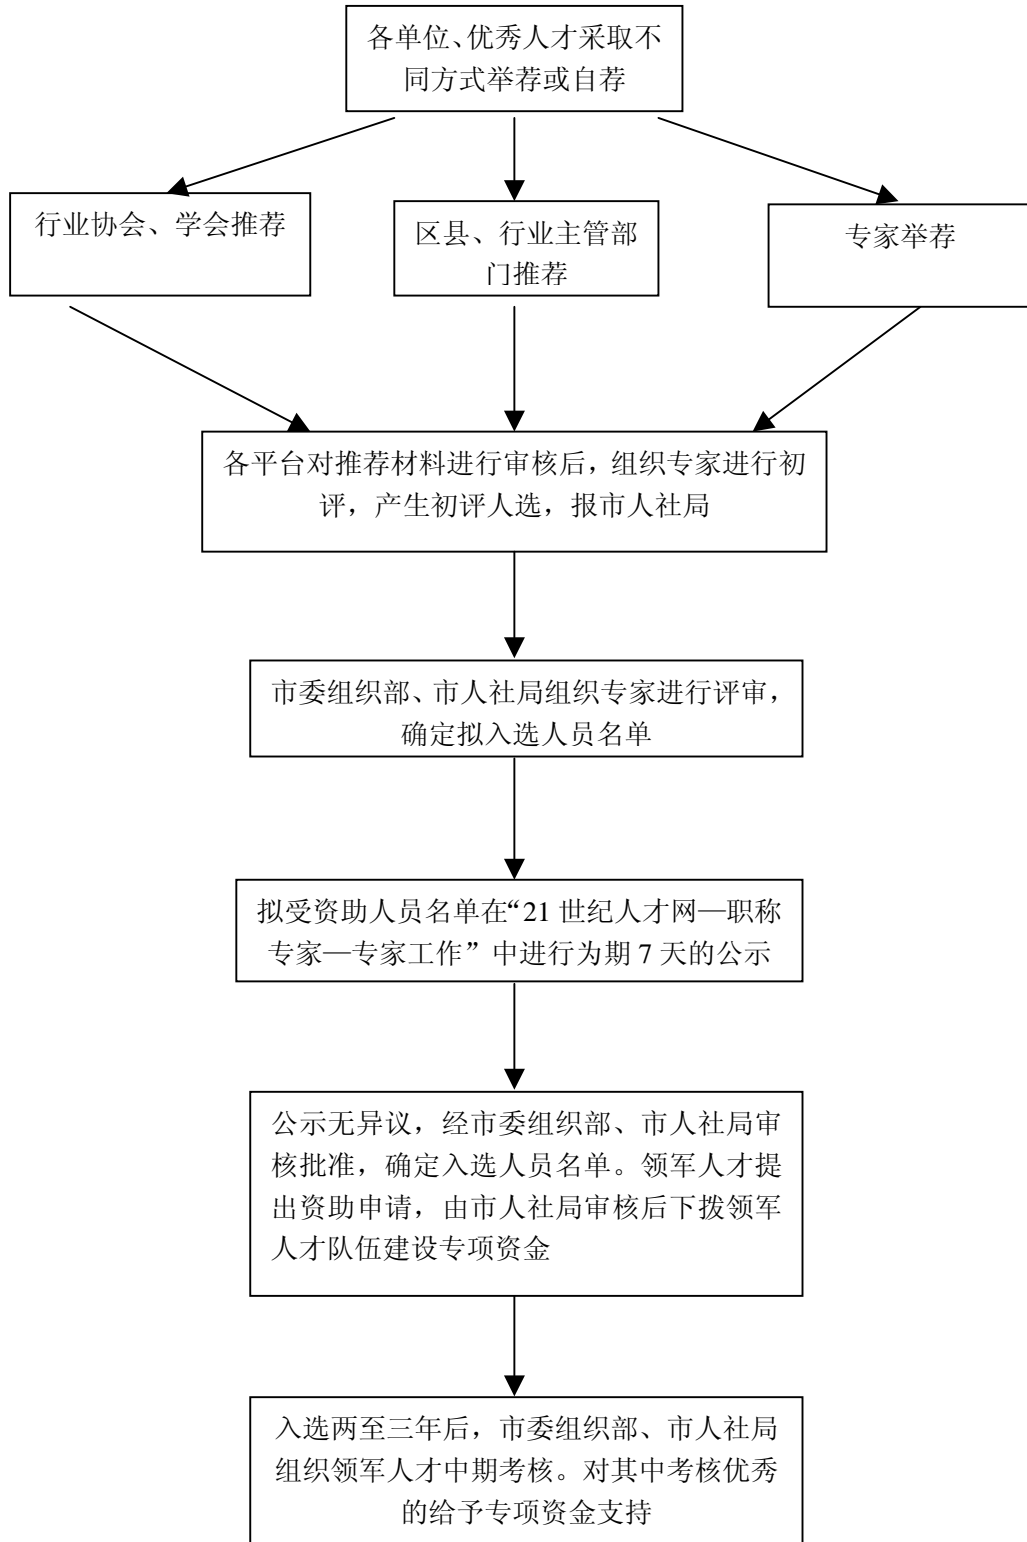 各单位、优秀人才采取不
同方式举荐或自荐
行业协会、学会推荐
区县、行业主管部
门推荐
专家举荐
各平台对推荐材料进行审核后，组织专家进行初
评，产生初评人选，报市人社局
市委组织部、市人社局组织专家进行评审，
确定拟入选人员名单
拟受资助人员名单在“21 世纪人才网—职称
专家—专家工作”中进行为期 7 天的公示
公示无异议，经市委组织部、市人社局审
核批准，确定入选人员名单。领军人才提
出资助申请，由市人社局审核后下拨领军
人才队伍建设专项资金
入选两至三年后，市委组织部、市人社局
组织领军人才中期考核。对其中考核优秀
的给予专项资金支持